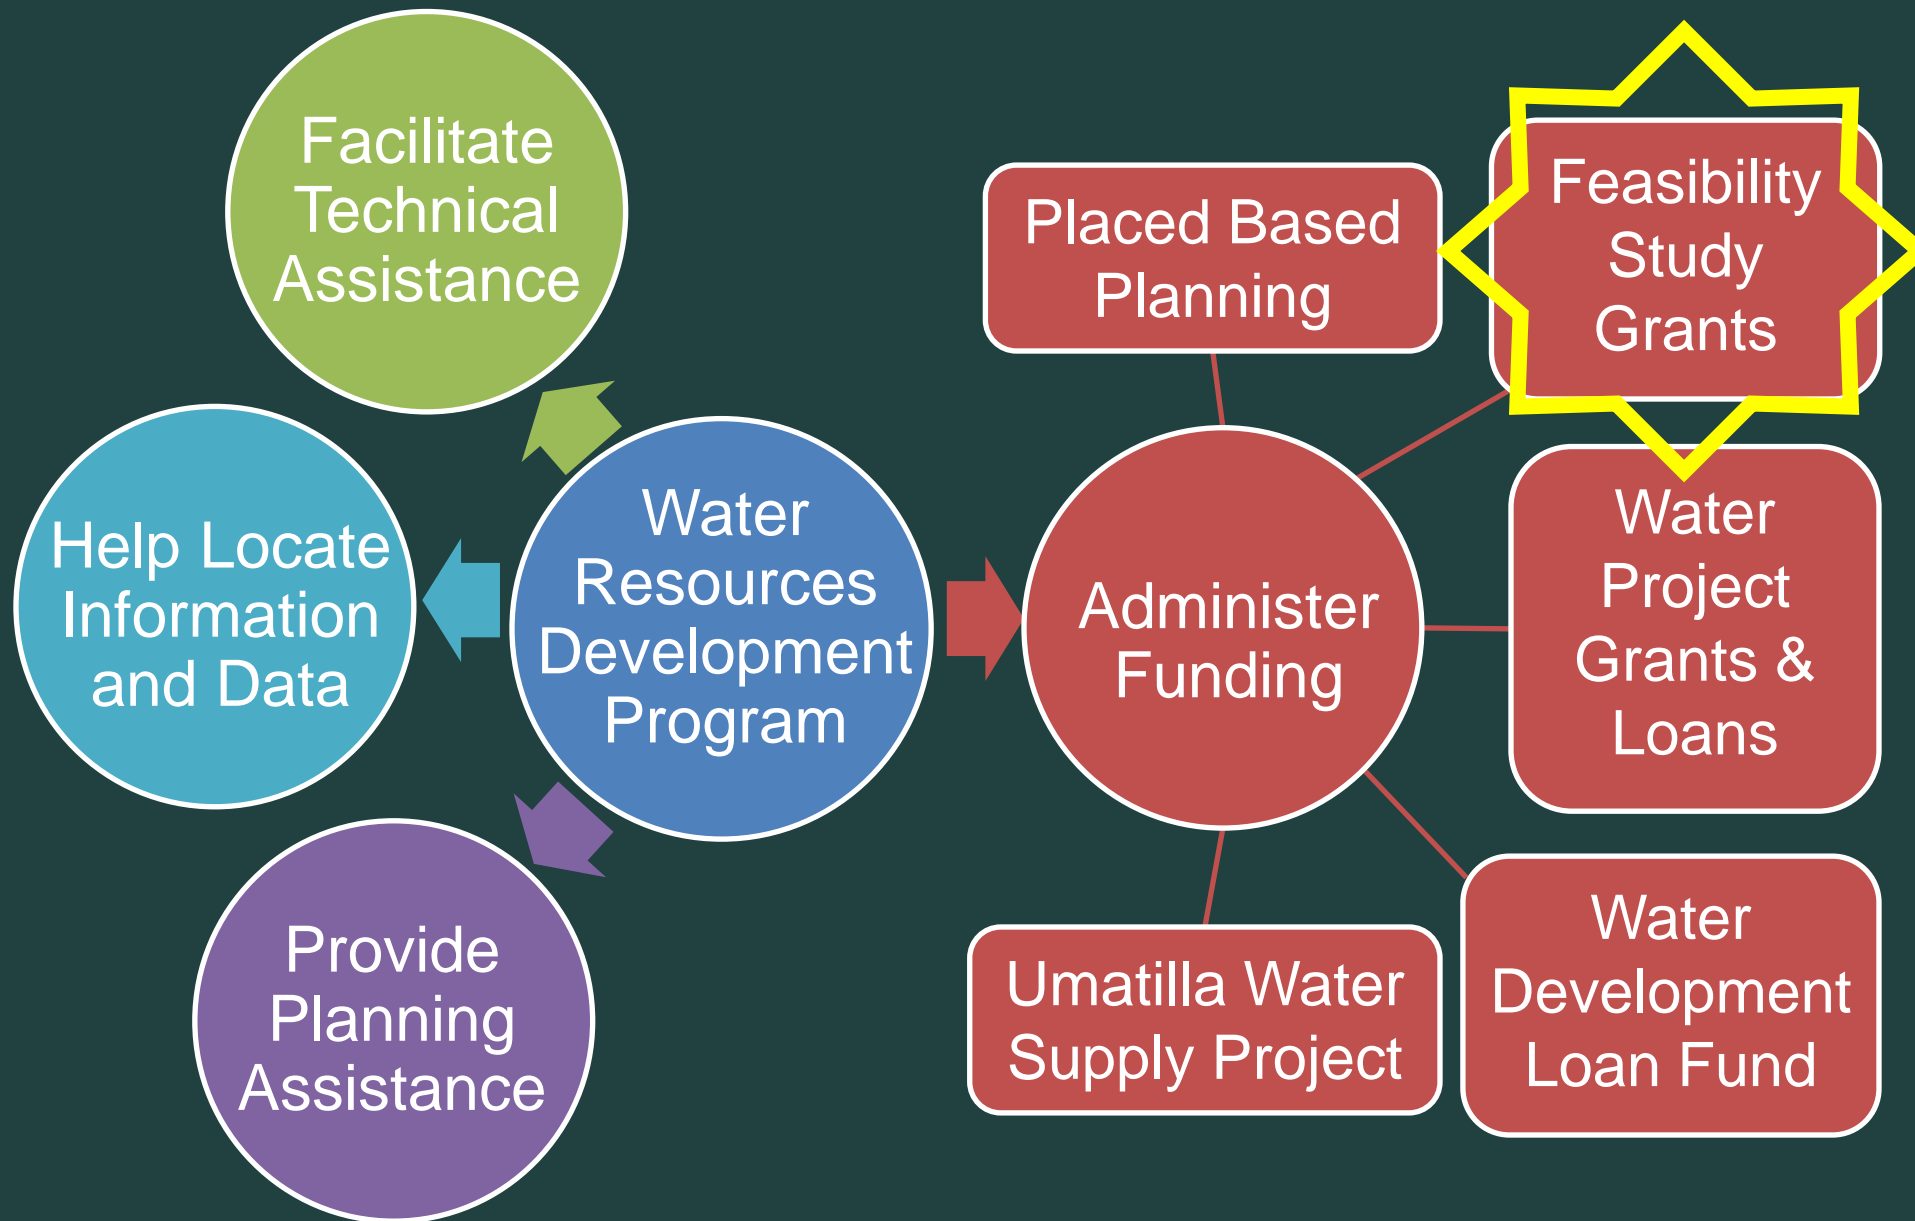 Facilitate
Technical
Assistance
Help Locate
Information
and Data
Provide
Planning
Assistance
Water
Resources
Development
Program
Administer
Funding
Placed Based
Planning
Feasibility
Study
Grants
Water
Project
Grants &
Loans
Water
Development
Loan Fund
Umatilla Water
Supply Project